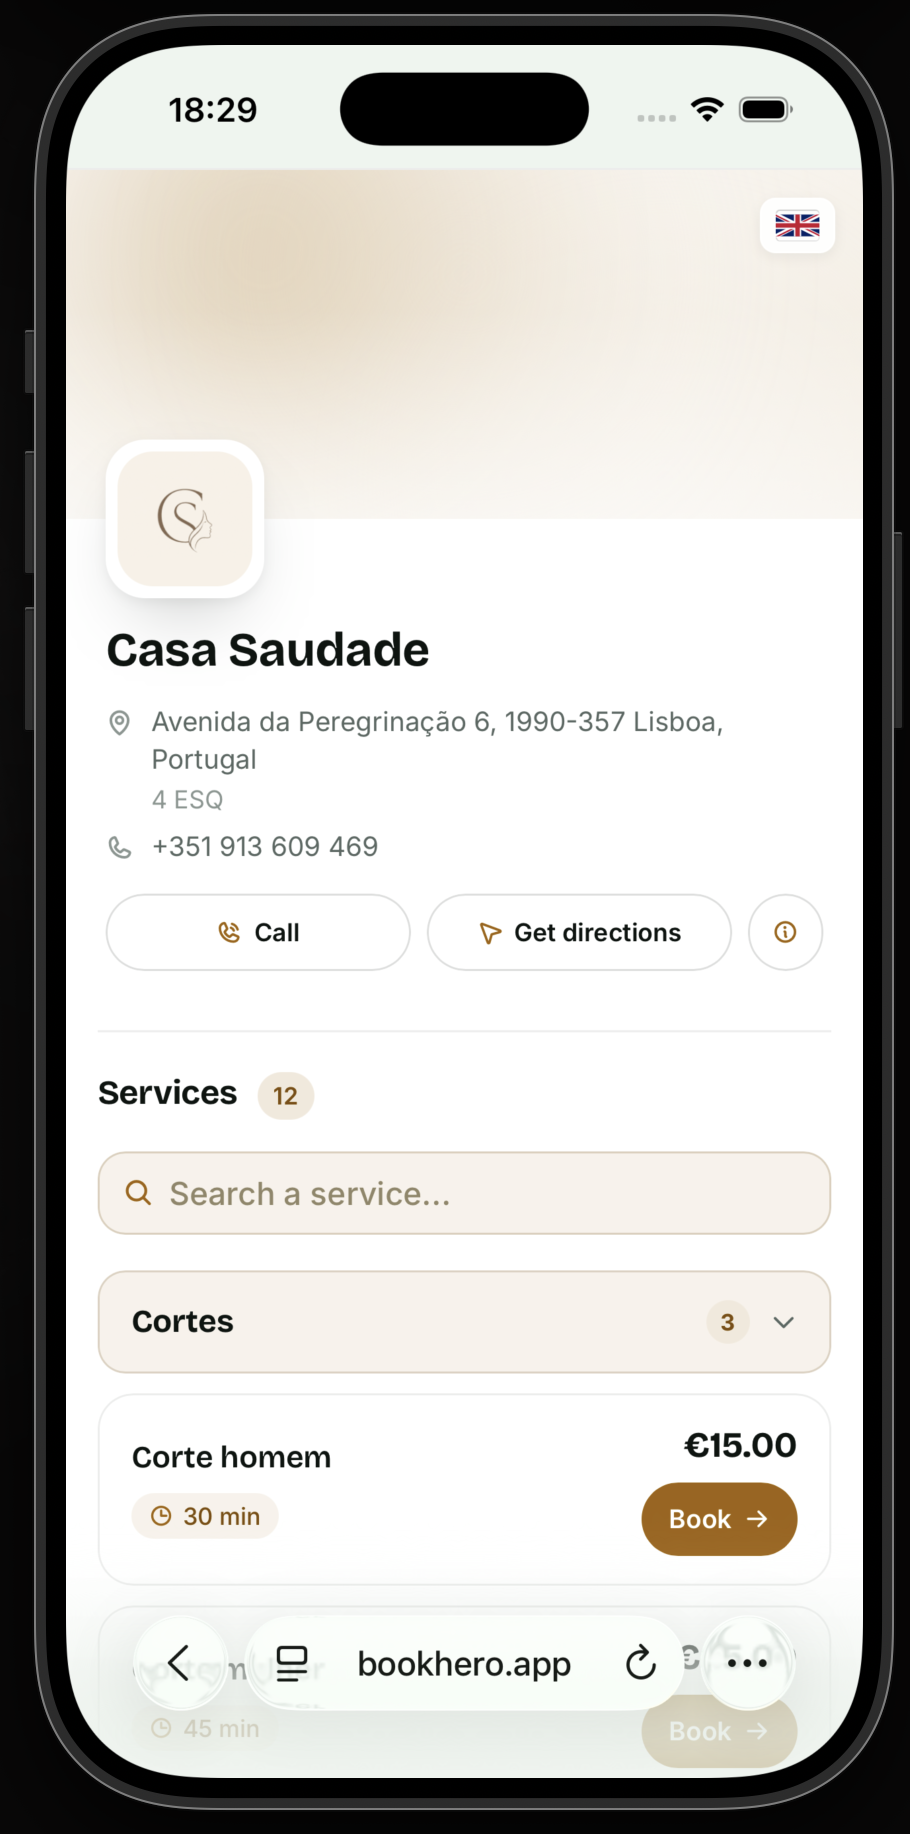 18:29
CS
Casa Saudade
Avenida da Peregrinação 6, 1990-357 Lisboa,
Portugal
4 ESQ
+351 913 609 469
Call
Get directions
Services 12
Search a service...
Cortes 3
Corte homem
€15.00
30 min
Book
bookhero.app
45 min
Book